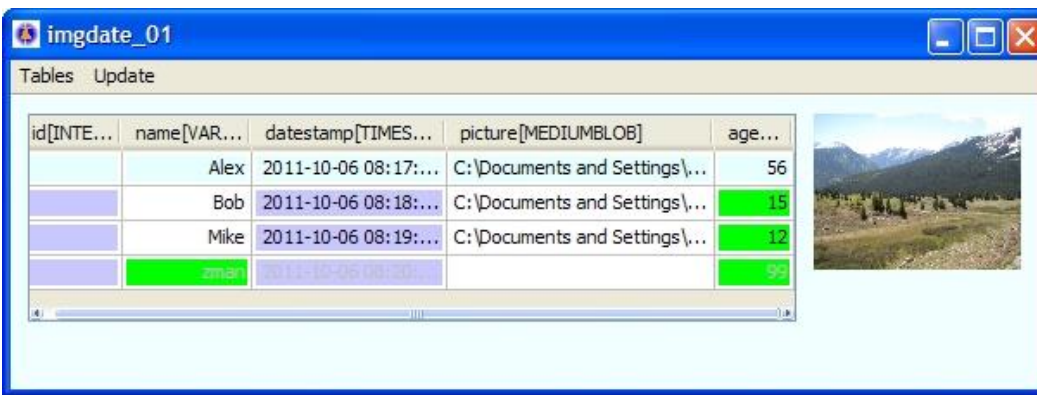 imgdate_01
Tables Update
id[INTE... name[VAR... datestamp[TIMES... picture[MEDIUMBLOB] age...
Alex 2011-10-06 08:17:... C:\Documents and Settings\... 56
Bob 2011-10-06 08:18:... C:\Documents and Settings\... 15
Mike 2011-10-06 08:19:... C:\Documents and Settings\... 12
zman 2011-10-06 08:20:... 99